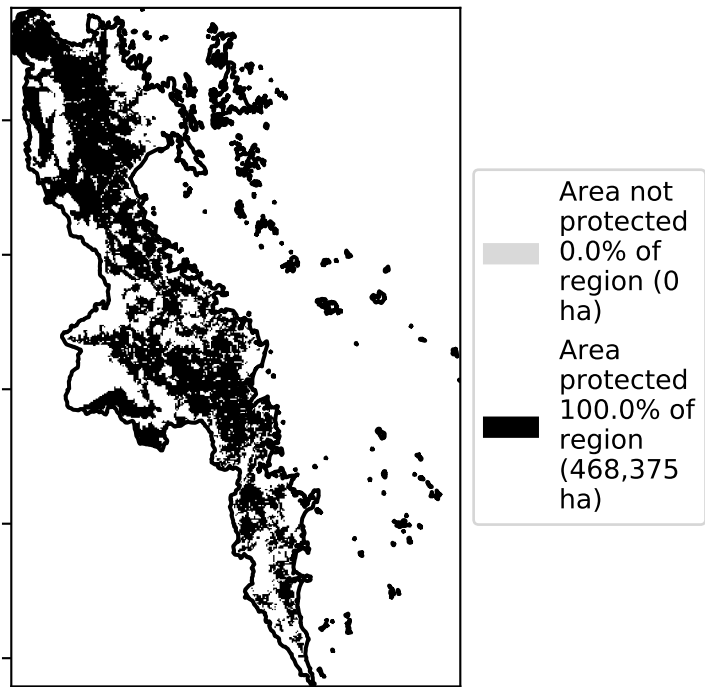 Area not
protected
0.0% of
region (0
ha)
Area
protected
100.0% of
region
(468,375
ha)